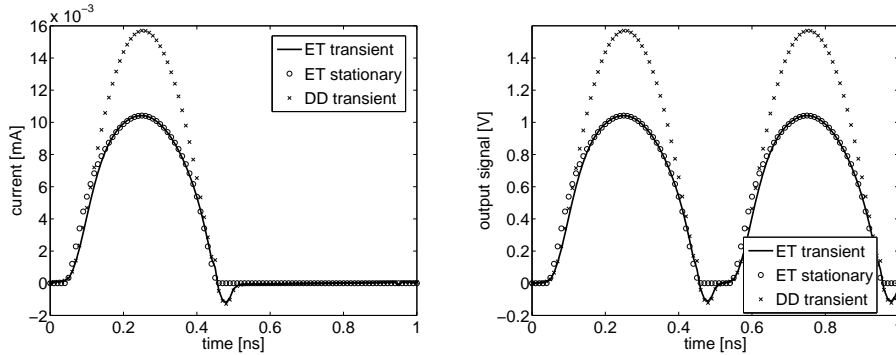 x 10⁻³
16
14
12
10
8
6
4
2
0
−2
0
0.2
0.4
0.6
0.8
1
time [ns]
current [mA]
ET transient
ET stationary
DD transient
1.6
1.4
1.2
1
0.8
0.6
0.4
0.2
0
−0.2
0
0.2
0.4
0.6
0.8
time [ns]
output signal [V]
ET transient
ET stationary
DD transient